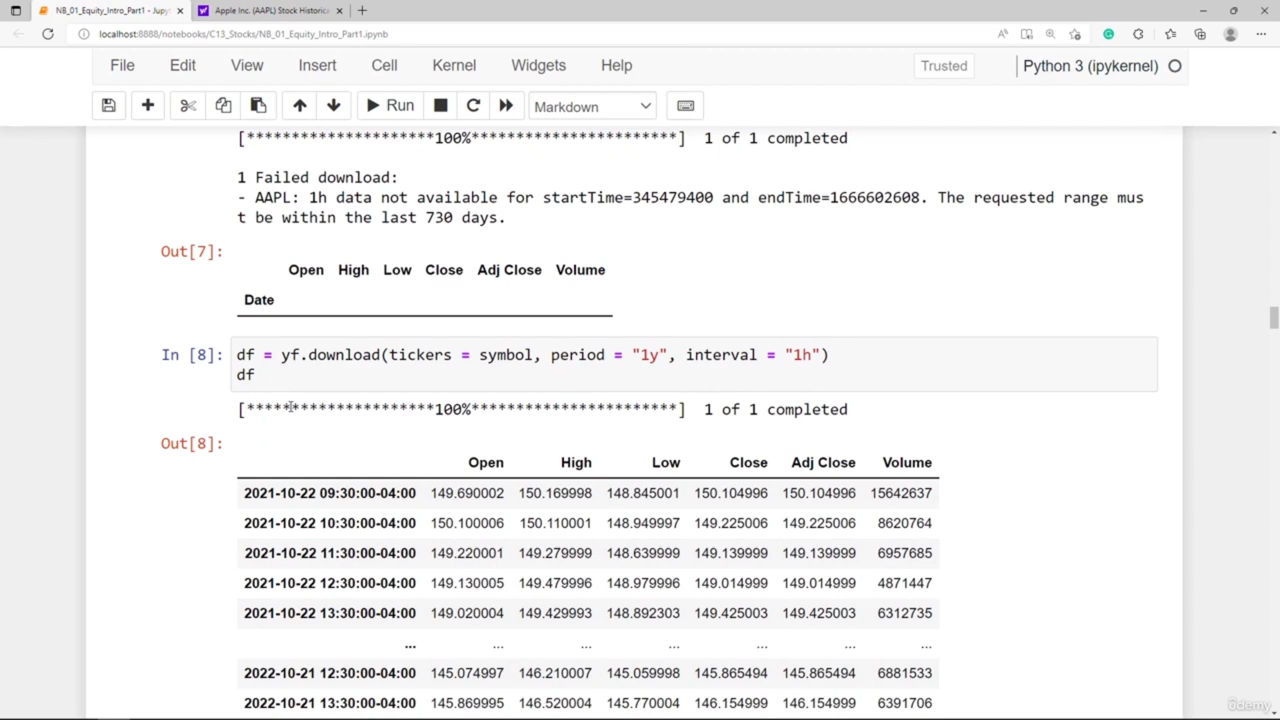 NB_01_Equity_Intro_Part1 - Jupyt
Apple Inc. (AAPL) Stock Historica
localhost:8888/notebooks/C13_Stocks/NB_01_Equity_Intro_Part1.ipynb
File Edit View Insert Cell Kernel Widgets Help Trusted Python 3 (ipykernel)
Run Markdown
[*********************100%***********************] 1 of 1 completed
1 Failed download:
- AAPL: 1h data not available for startTime=345479400 and endTime=1666602608. The requested range mus
t be within the last 730 days.
Out[7]:
Open High Low Close Adj Close Volume
Date
In [8]: df = yf.download(tickers = symbol, period = "1y", interval = "1h")
df
[*********************100%***********************] 1 of 1 completed
Out[8]:
Open High Low Close Adj Close Volume
2021-10-22 09:30:00-04:00 149.690002 150.169998 148.845001 150.104996 150.104996 15642637
2021-10-22 10:30:00-04:00 150.100006 150.110001 148.949997 149.225006 149.225006 8620764
2021-10-22 11:30:00-04:00 149.220001 149.279999 148.639999 149.139999 149.139999 6957685
2021-10-22 12:30:00-04:00 149.130005 149.479996 148.979996 149.014999 149.014999 4871447
2021-10-22 13:30:00-04:00 149.020004 149.429993 148.892303 149.425003 149.425003 6312735
... ... ... ... ... ... ...
2022-10-21 12:30:00-04:00 145.074997 146.210007 145.059998 145.865494 145.865494 6881533
2022-10-21 13:30:00-04:00 145.869995 146.520004 145.770004 146.154999 146.154999 6391706
ûdemy